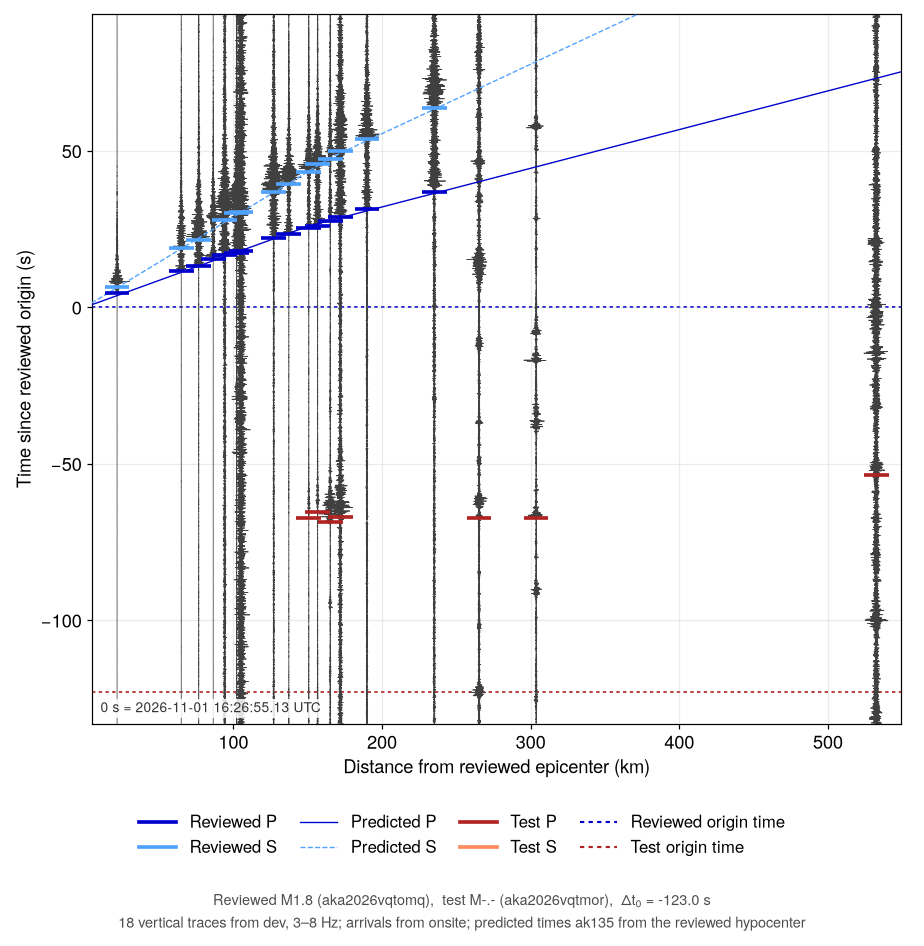 Time since reviewed origin (s)
50
0
−50
−100
0 s = 2026-11-01 16:26:55.13 UTC
100
200
300
400
500
Distance from reviewed epicenter (km)
Reviewed P
Predicted P
Test P
Reviewed origin time
Reviewed S
Predicted S
Test S
Test origin time
Reviewed M1.8 (aka2026vqtomq), test M-.- (aka2026vqtmor), Δt₀ = -123.0 s
18 vertical traces from dev, 3–8 Hz; arrivals from onsite; predicted times ak135 from the reviewed hypocenter